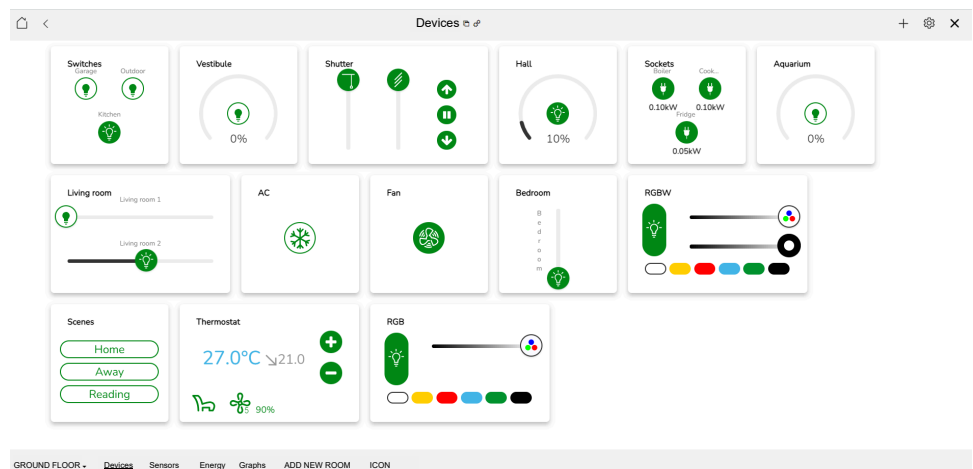 Devices
Switches
Garage Outdoor
Kitchen
Vestibule
0%
Shutter
Hall
10%
Sockets
Boiler Cook...
0.10kW 0.10kW
Fridge
0.05kW
Aquarium
0%
Living room
Living room 1
Living room 2
AC
Fan
Bedroom
Bedroom
RGBW
Scenes
Home
Away
Reading
Thermostat
27.0°C ↘21.0
5 90%
RGB
GROUND FLOOR Devices Sensors Energy Graphs ADD NEW ROOM ICON